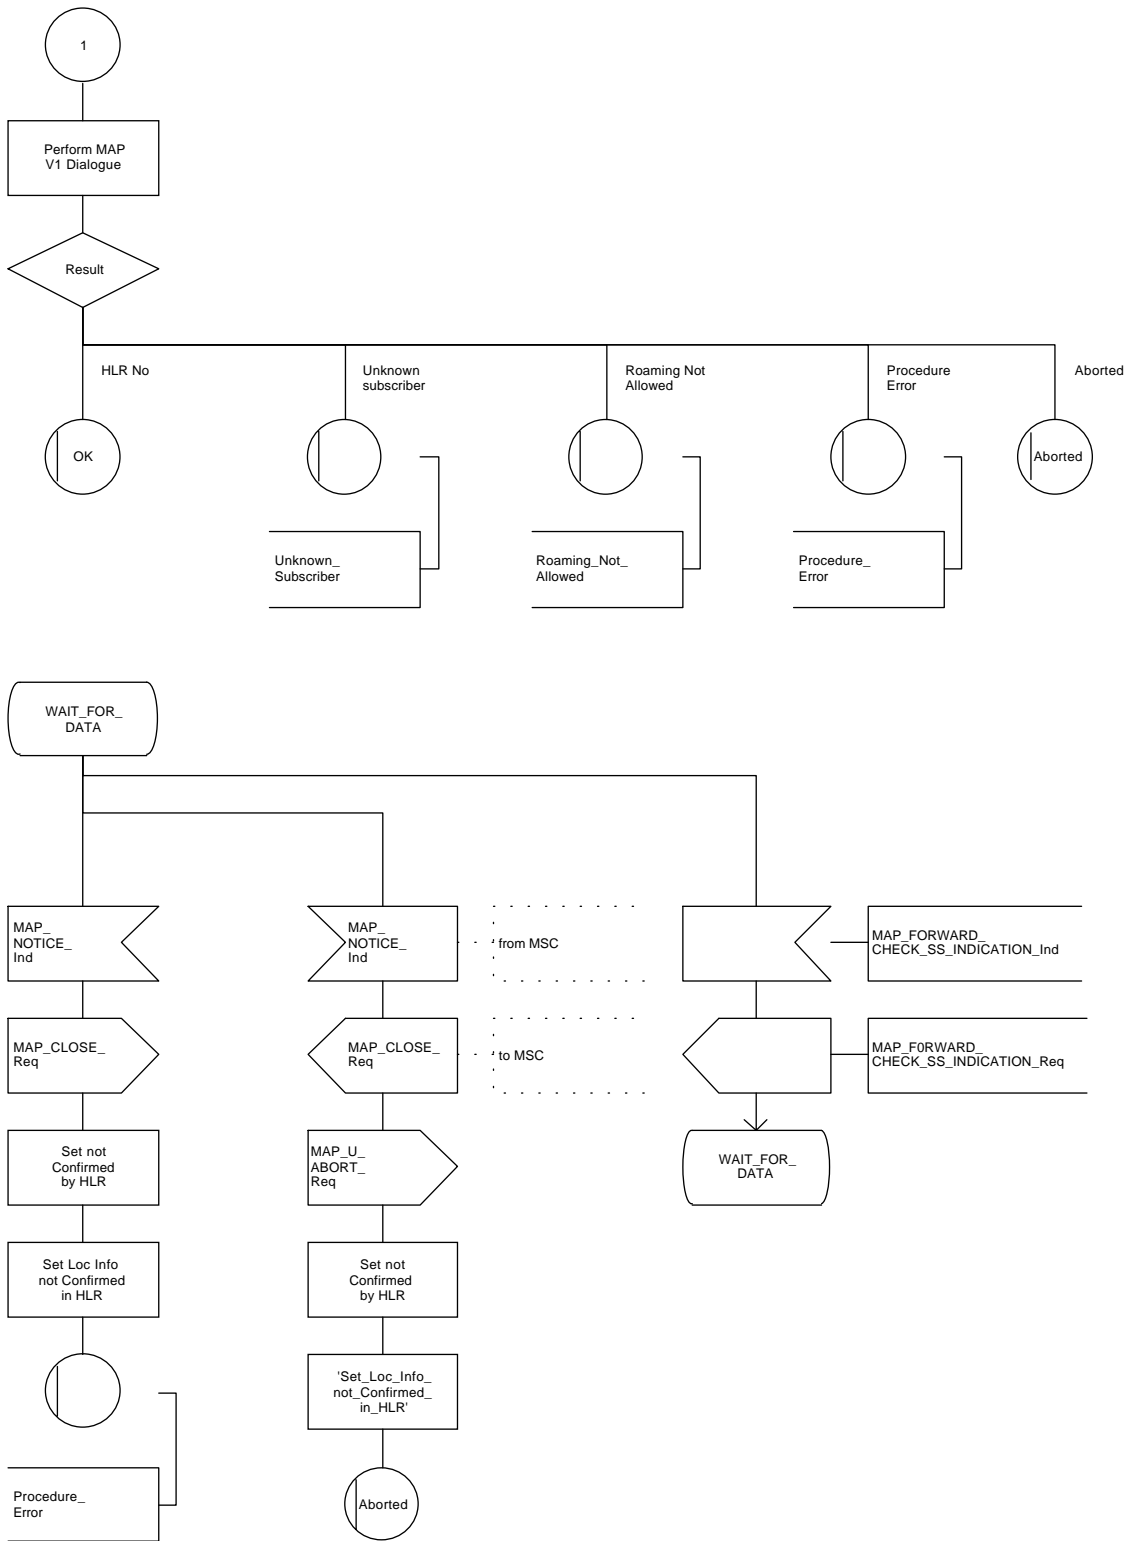 1
Perform MAP
V1 Dialogue
Result
HLR No
Unknown
subscriber
Roaming Not
Allowed
Procedure
Error
Aborted
OK
Aborted
Unknown_
Subscriber
Roaming_Not_
Allowed
Procedure_
Error
WAIT_FOR_
DATA
MAP_
NOTICE_
Ind
MAP_
NOTICE_
Ind
from MSC
MAP_FORWARD_
CHECK_SS_INDICATION_Ind
MAP_CLOSE_
Req
MAP_CLOSE_
Req
to MSC
MAP_F0RWARD_
CHECK_SS_INDICATION_Req
Set not
Confirmed
by HLR
MAP_U_
ABORT_
Req
WAIT_FOR_
DATA
Set Loc Info
not Confirmed
in HLR
Set not
Confirmed
by HLR
'Set_Loc_Info_
not_Confirmed_
in_HLR'
Procedure_
Error
Aborted